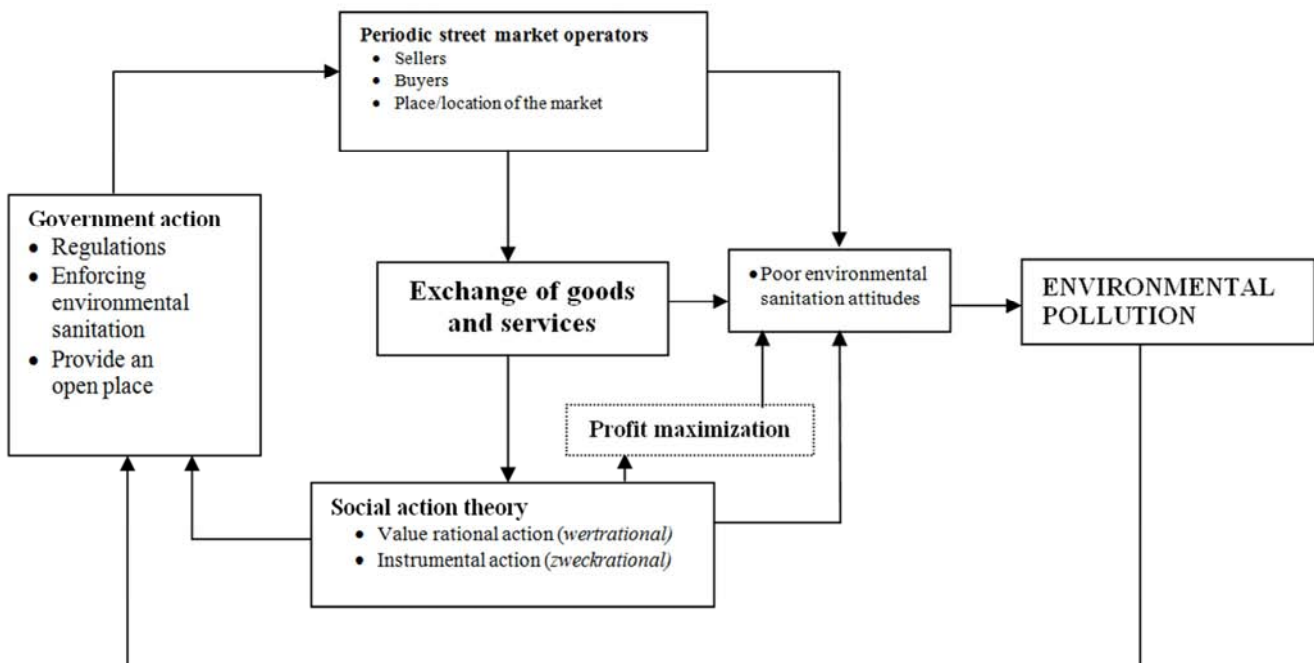 Periodic street market operators
• Sellers
• Buyers
• Place/location of the market
Government action
• Regulations
• Enforcing
environmental
sanitation
• Provide an
open place
Exchange of goods
and services
• Poor environmental
sanitation attitudes
ENVIRONMENTAL
POLLUTION
Profit maximization
Social action theory
• Value rational action (wertrational)
• Instrumental action (zweckrational)